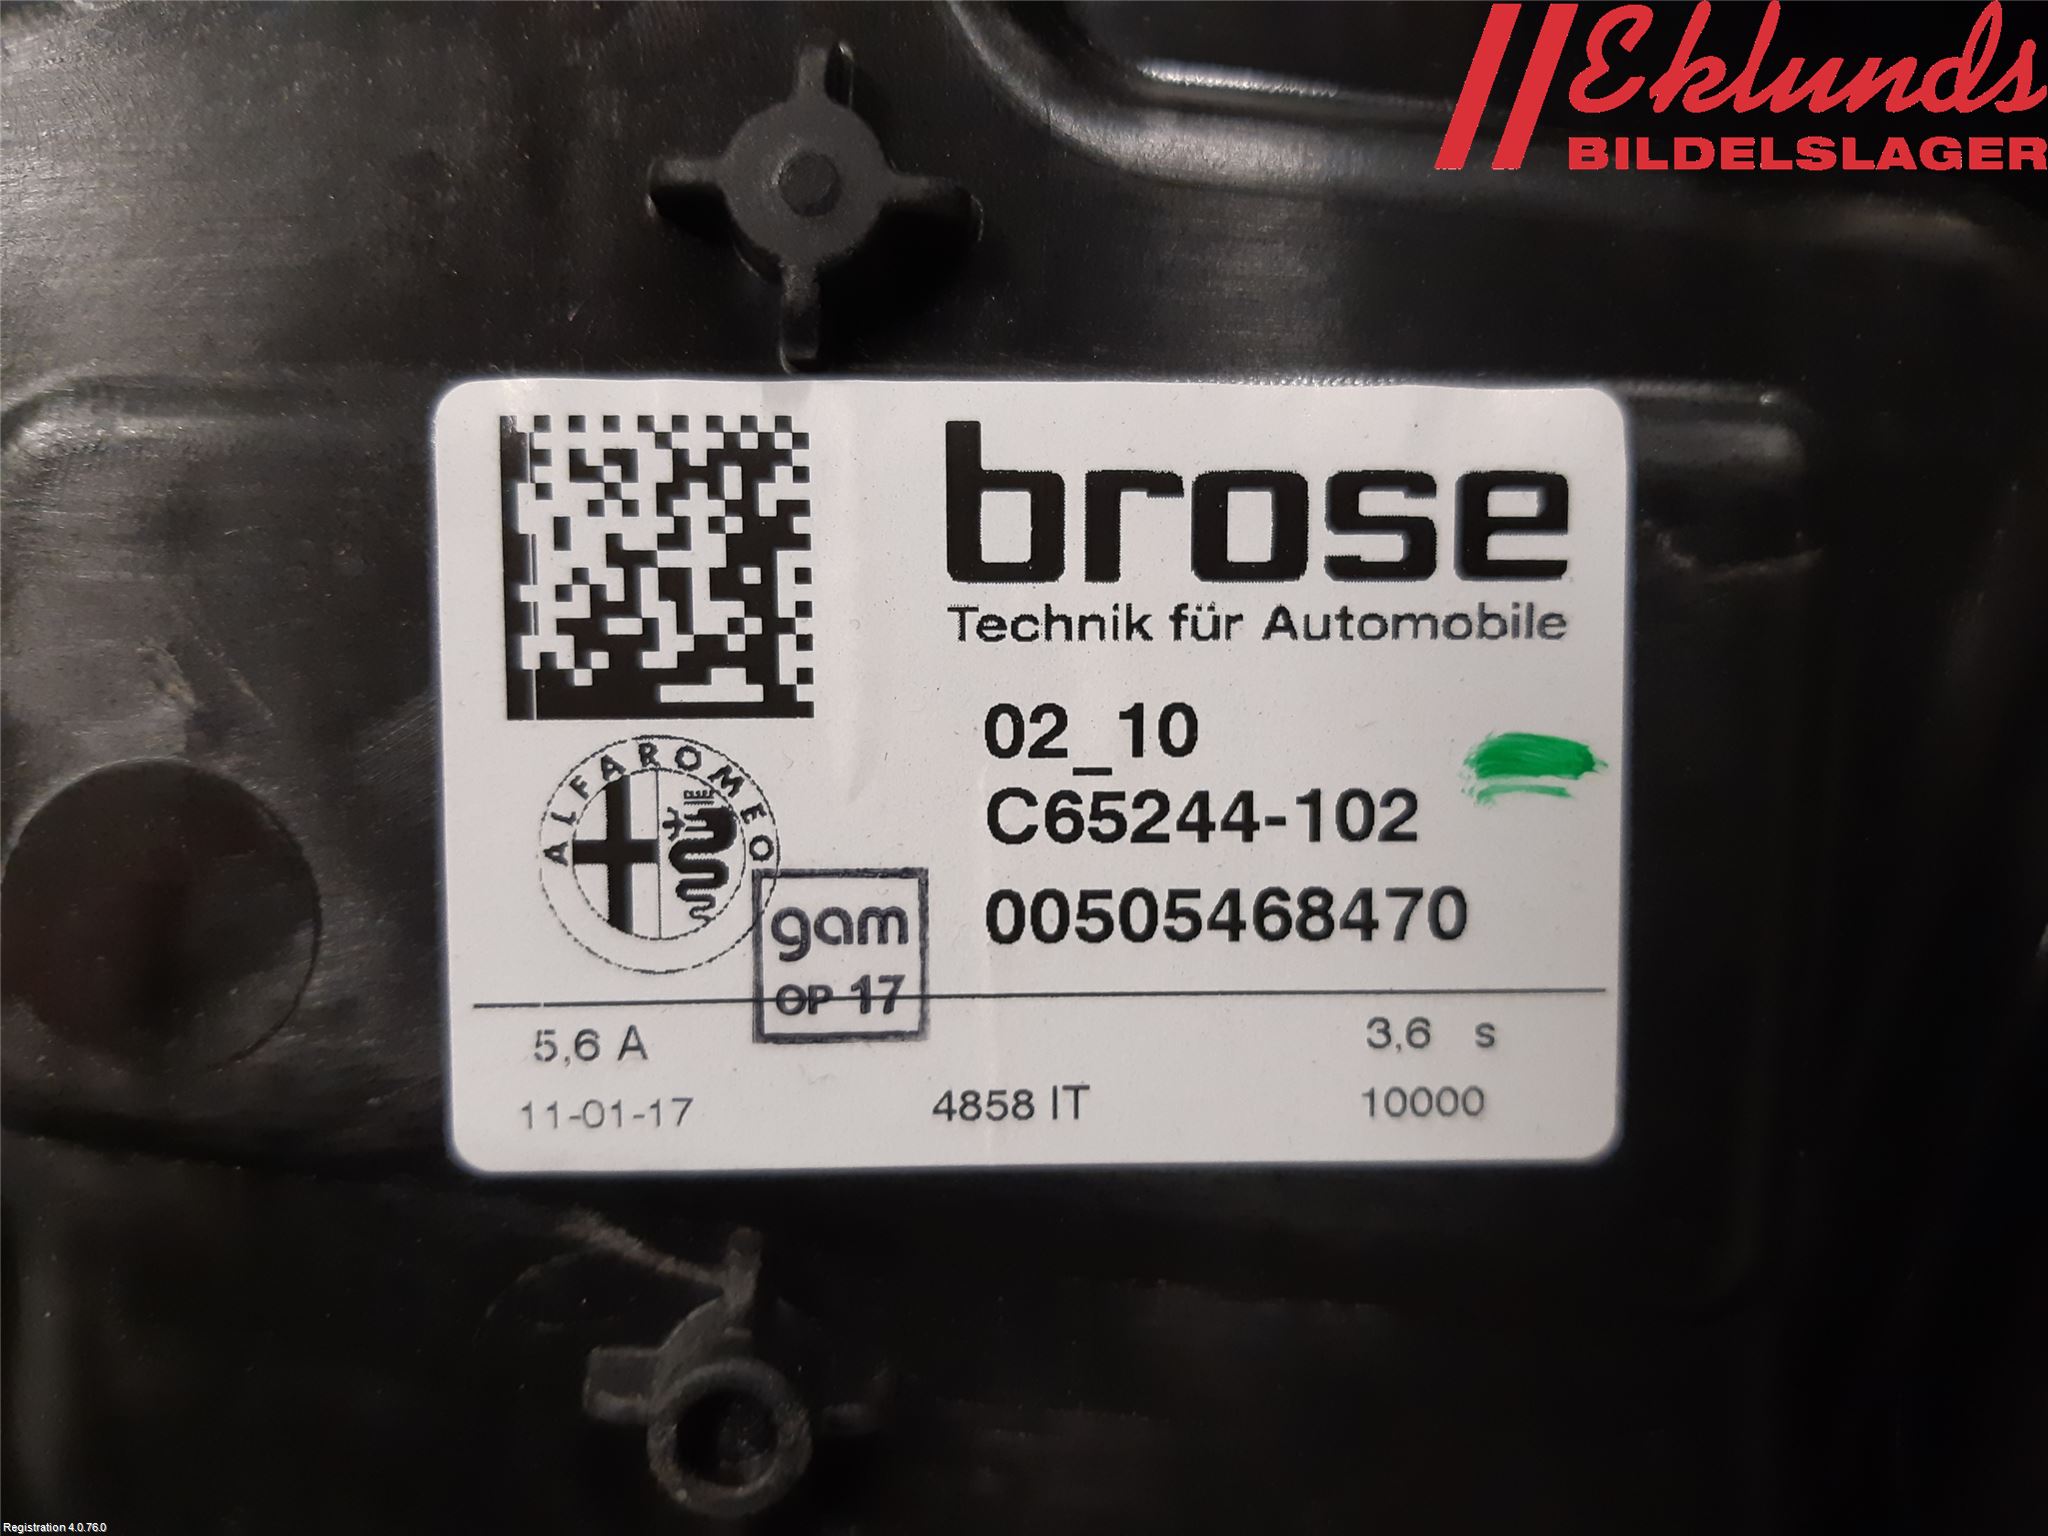 Eklunds
BILDELSLAGER
brose
Technik für Automobile
02_10
C65244-102
00505468470
ALFA ROMEO
gam
OP 17
5,6 A
3,6 s
11-01-17
4858 IT
10000
Registration 4.0.76.0